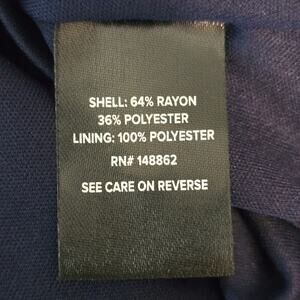 SHELL: 64% RAYON
36% POLYESTER
LINING: 100% POLYESTER
RN# 148862
SEE CARE ON REVERSE